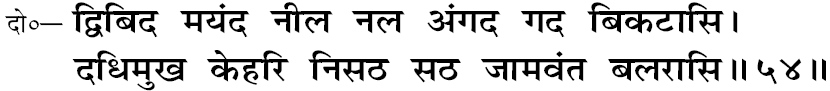 दो०— द्विबिद मयंद नील नल अंगद गद बिकटासि।
दधिमुख केहरि निसठ सठ जामवंत बलरासि॥ ५४॥